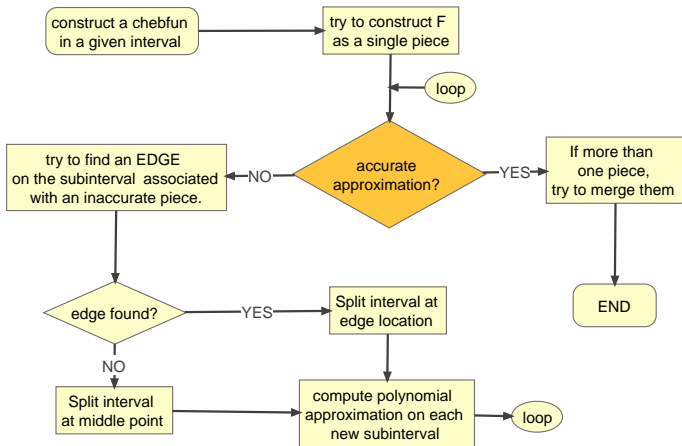 construct a chebfun
in a given interval
try to construct F
as a single piece
loop
accurate
approximation?
NO
YES
try to find an EDGE
on the subinterval associated
with an inaccurate piece.
If more than
one piece,
try to merge them
END
edge found?
YES
NO
Split interval at
edge location
Split interval
at middle point
compute polynomial
approximation on each
new subinterval
loop